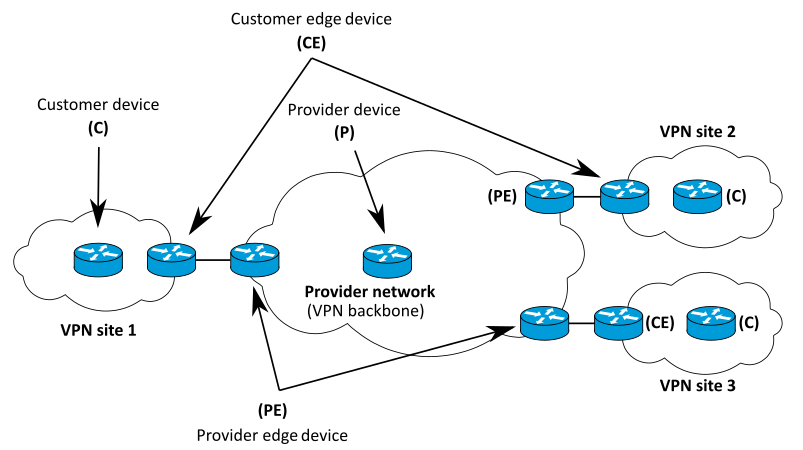 Customer edge device
(CE)
Customer device
(C)
Provider device
(P)
VPN site 2
(PE)
(C)
Provider network
(VPN backbone)
VPN site 1
(CE)
(C)
VPN site 3
(PE)
Provider edge device